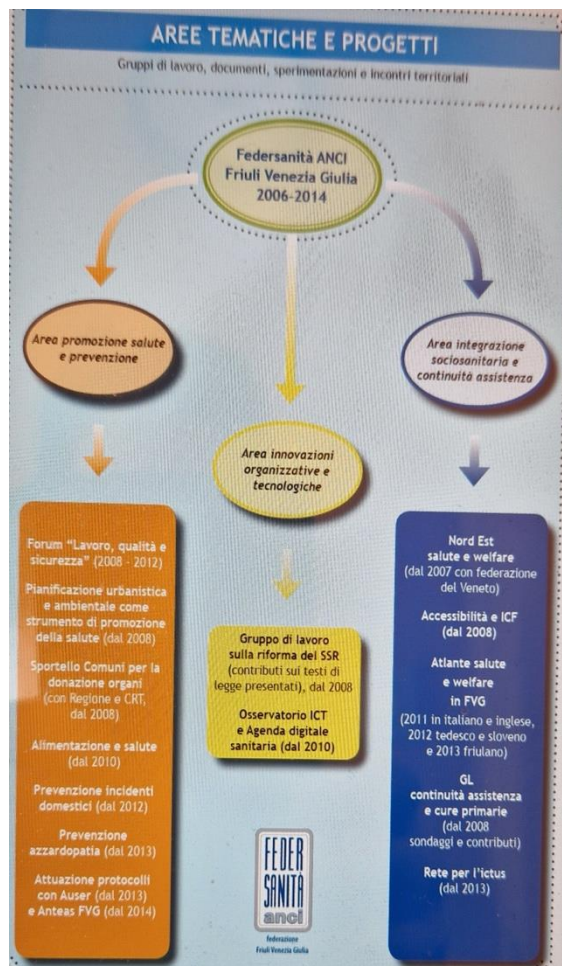 AREE TEMATICHE E PROGETTI
Gruppi di lavoro, documenti, sperimentazioni e incontri territoriali
Federsanità ANCI
Friuli Venezia Giulia
2006-2014
Area promozione salute
e prevenzione
Area integrazione
sociosanitaria e
continuità assistenza
Area innovazioni
organizzative e
tecnologiche
Forum "Lavoro, qualità e
sicurezza" (2008 - 2012)
Pianificazione urbanistica
e ambientale come
strumento di promozione
della salute (dal 2008)
Sportello Comuni per la
donazione organi
(con Regione e CRT,
dal 2008)
Alimentazione e salute
(dal 2010)
Prevenzione incidenti
domestici (dal 2012)
Prevenzione
azzardopatia (dal 2013)
Attuazione protocolli
con Auser (dal 2013)
e Anteas FVG (dal 2014)
Gruppo di lavoro
sulla riforma del SSR
(contributi sui testi di
legge presentati), dal 2008
Osservatorio ICT
e Agenda digitale
sanitaria (dal 2010)
Nord Est
salute e welfare
(dal 2007 con federazione
del Veneto)
Accessibilità e ICF
(dal 2008)
Atlante salute
e welfare
in FVG
(2011 in italiano e inglese,
2012 tedesco e sloveno
e 2013 friulano)
GL
continuità assistenza
e cure primarie
(dal 2008
sondaggi e contributi)
Rete per l'ictus
(dal 2013)
FEDER
SANITÀ
anci
federazione
Friuli Venezia Giulia